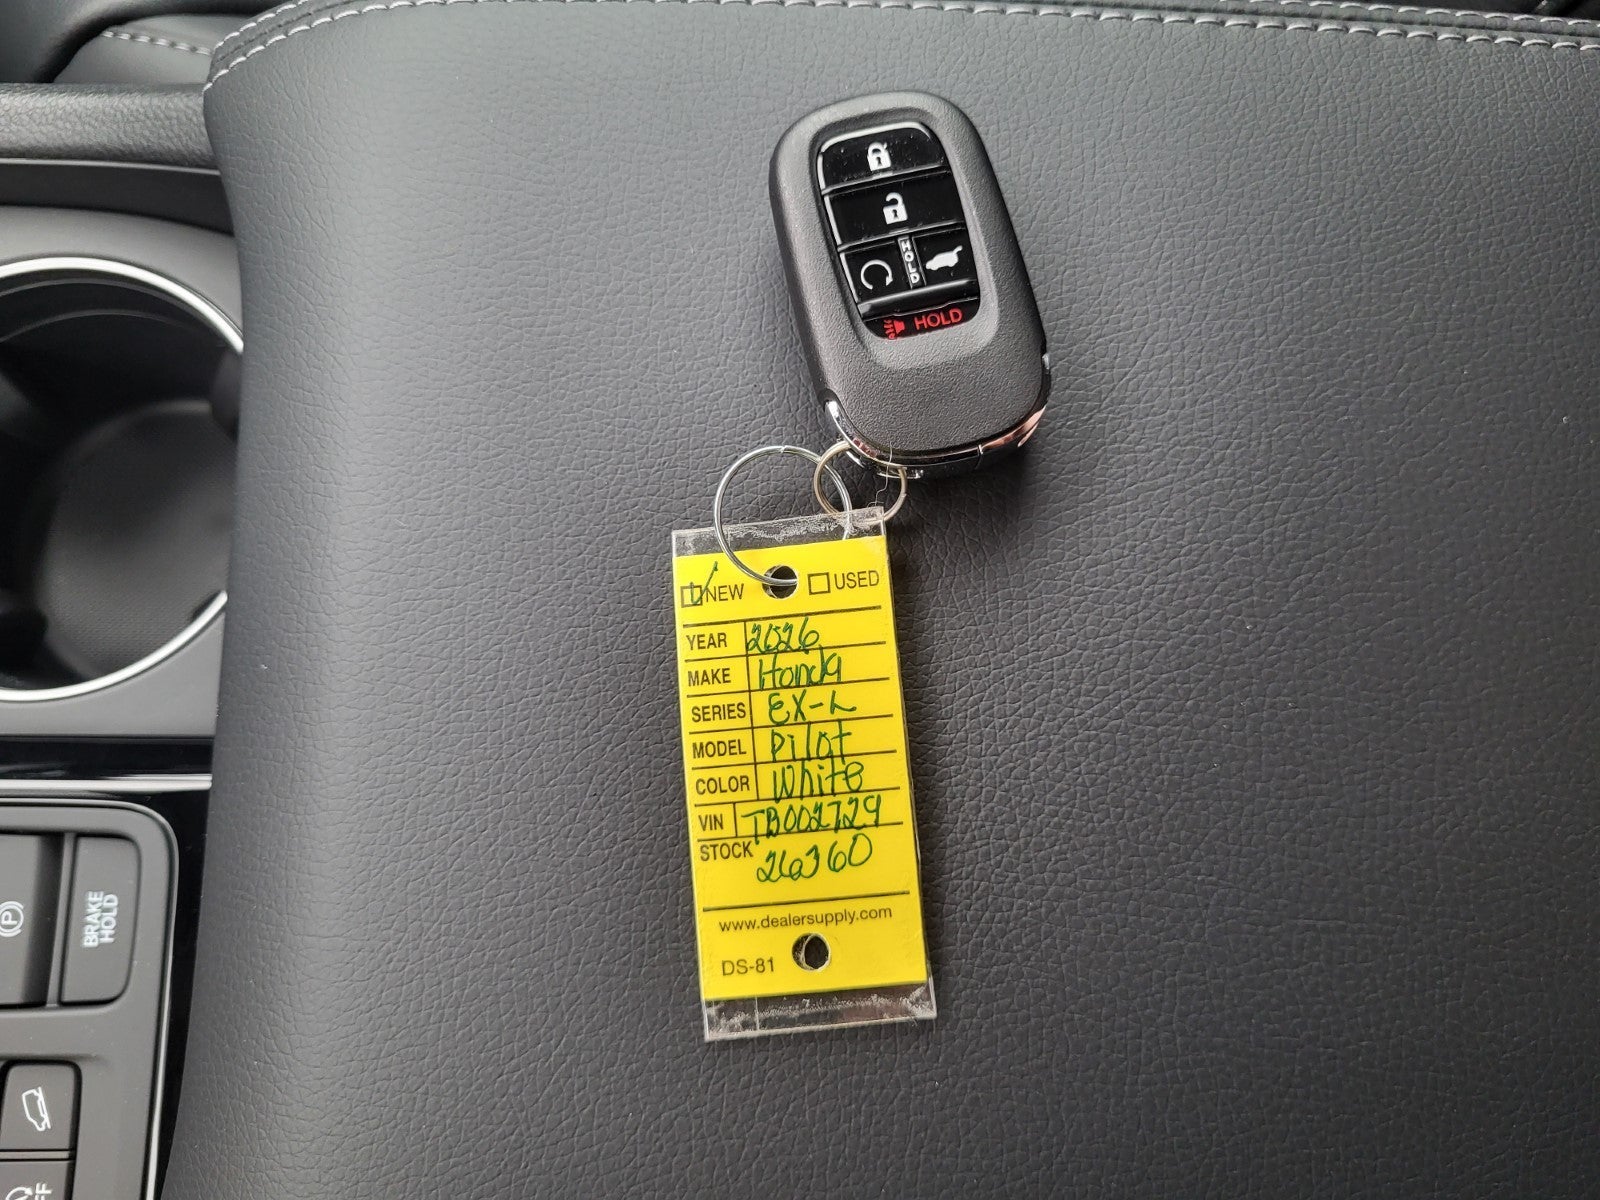 HOLD
HOLD
NEW USED
YEAR 2026
MAKE Honda
SERIES EX-L
MODEL Pilot
COLOR White
VIN TB002729
STOCK 26360
www.dealersupply.com
DS-81
P
BRAKE
HOLD